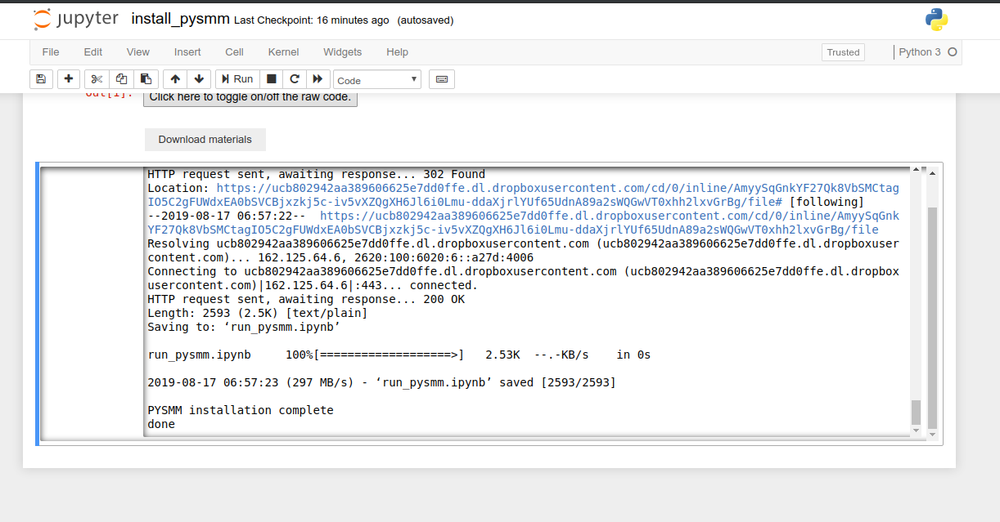 jupyter install_pysmm Last Checkpoint: 16 minutes ago (autosaved)
File Edit View Insert Cell Kernel Widgets Help Trusted Python 3
Run Code
Out[1]: Click here to toggle on/off the raw code.
Download materials
HTTP request sent, awaiting response... 302 Found
Location: https://ucb802942aa389606625e7dd0ffe.dl.dropboxusercontent.com/cd/0/inline/AmyySqGnkYF27Qk8VbSMCtag
IO5C2gFUWdxEA0bSVCBjxzkj5c-iv5vXZQgXH6Jl6i0Lmu-ddaXjrlYUf65UdnA89a2sWQGwVT0xhh2lxvGrBg/file# [following]
--2019-08-17 06:57:22-- https://ucb802942aa389606625e7dd0ffe.dl.dropboxusercontent.com/cd/0/inline/AmyySqGnk
YF27Qk8VbSMCtagIO5C2gFUWdxEA0bSVCBjxzkj5c-iv5vXZQgXH6Jl6i0Lmu-ddaXjrlYUf65UdnA89a2sWQGwVT0xhh2lxvGrBg/file
Resolving ucb802942aa389606625e7dd0ffe.dl.dropboxusercontent.com (ucb802942aa389606625e7dd0ffe.dl.dropboxuser
content.com)... 162.125.64.6, 2620:100:6020:6::a27d:4006
Connecting to ucb802942aa389606625e7dd0ffe.dl.dropboxusercontent.com (ucb802942aa389606625e7dd0ffe.dl.dropbox
usercontent.com)|162.125.64.6|:443... connected.
HTTP request sent, awaiting response... 200 OK
Length: 2593 (2.5K) [text/plain]
Saving to: ‘run_pysmm.ipynb’
run_pysmm.ipynb 100%[===================>] 2.53K --.-KB/s in 0s
2019-08-17 06:57:23 (297 MB/s) - ‘run_pysmm.ipynb’ saved [2593/2593]
PYSMM installation complete
done